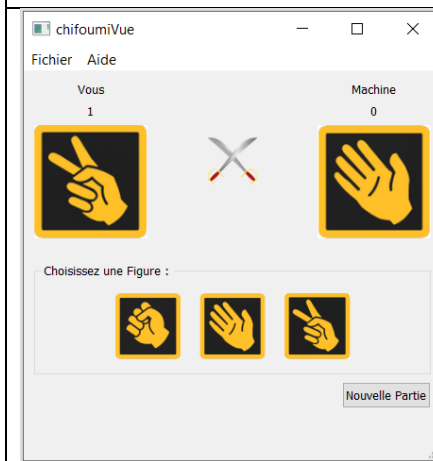 chifoumiVue
Fichier Aide
Vous Machine
1 0
Choisissez une Figure :
Nouvelle Partie